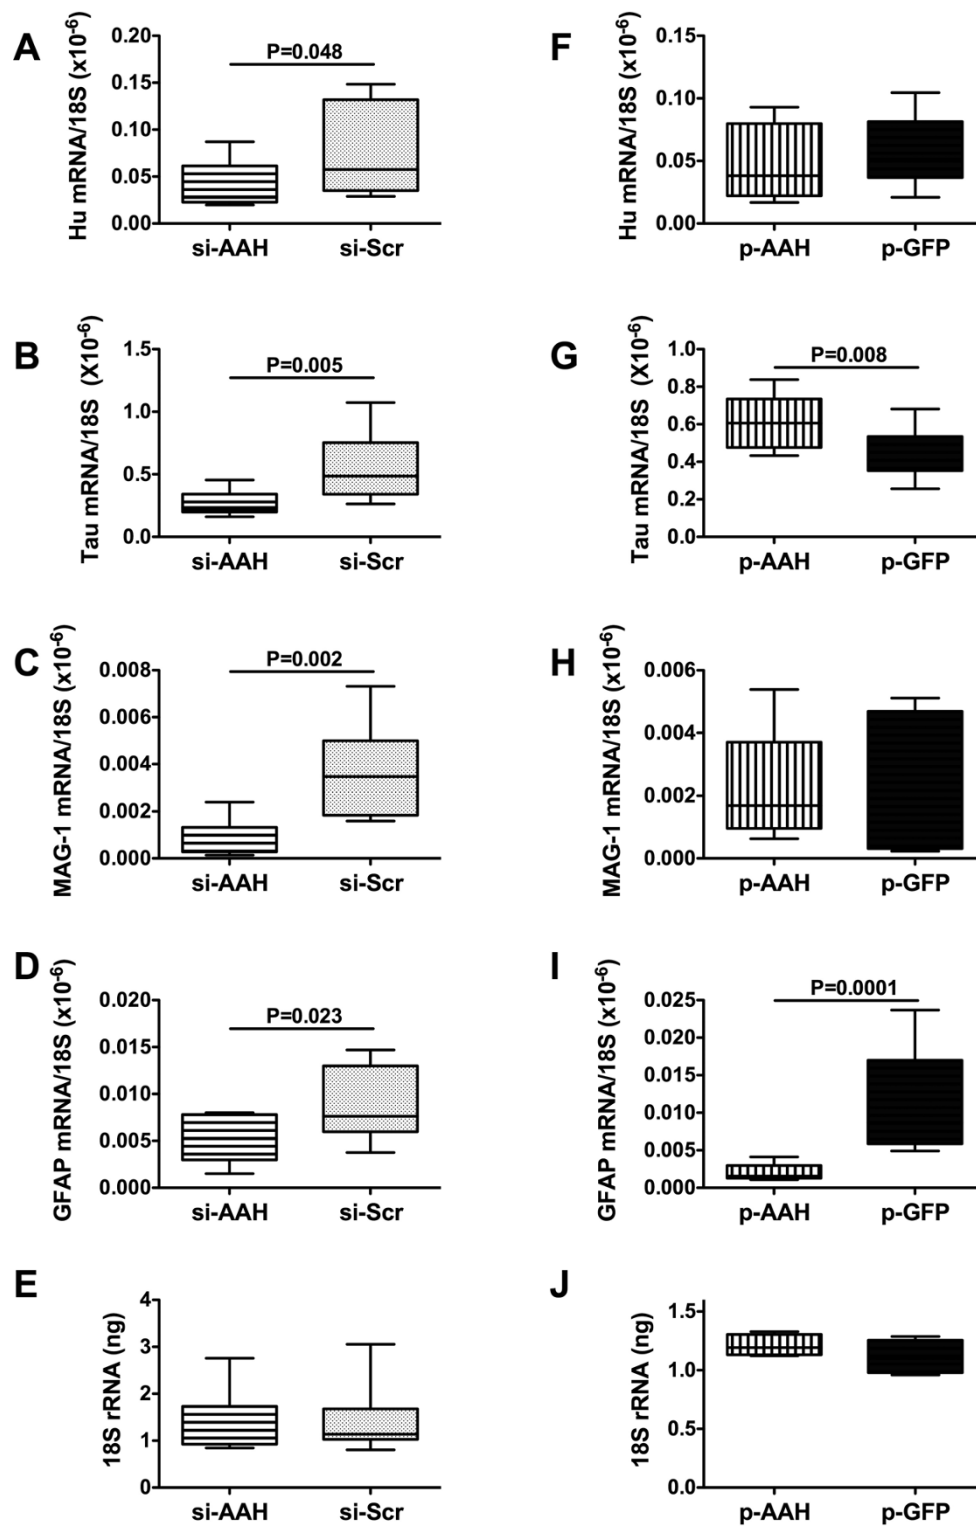 A
Hu mRNA/18S (x10⁻⁶)
0.20
0.15
0.10
0.05
0.00
P=0.048
si-AAH
si-Scr
F
Hu mRNA/18S (x10⁻⁶)
0.15
0.10
0.05
0.00
p-AAH
p-GFP
B
Tau mRNA/18S (X10⁻⁶)
1.5
1.0
0.5
0.0
P=0.005
si-AAH
si-Scr
G
Tau mRNA/18S (X10⁻⁶)
1.0
0.8
0.6
0.4
0.2
0.0
P=0.008
p-AAH
p-GFP
C
MAG-1 mRNA/18S (x10⁻⁶)
0.008
0.006
0.004
0.002
0.000
P=0.002
si-AAH
si-Scr
H
MAG-1 mRNA/18S (x10⁻⁶)
0.006
0.004
0.002
0.000
p-AAH
p-GFP
D
GFAP mRNA/18S (x10⁻⁶)
0.020
0.015
0.010
0.005
0.000
P=0.023
si-AAH
si-Scr
I
GFAP mRNA/18S (x10⁻⁶)
0.025
0.020
0.015
0.010
0.005
0.000
P=0.0001
p-AAH
p-GFP
E
18S rRNA (ng)
4
3
2
1
0
si-AAH
si-Scr
J
18S rRNA (ng)
1.5
1.0
0.5
0.0
p-AAH
p-GFP